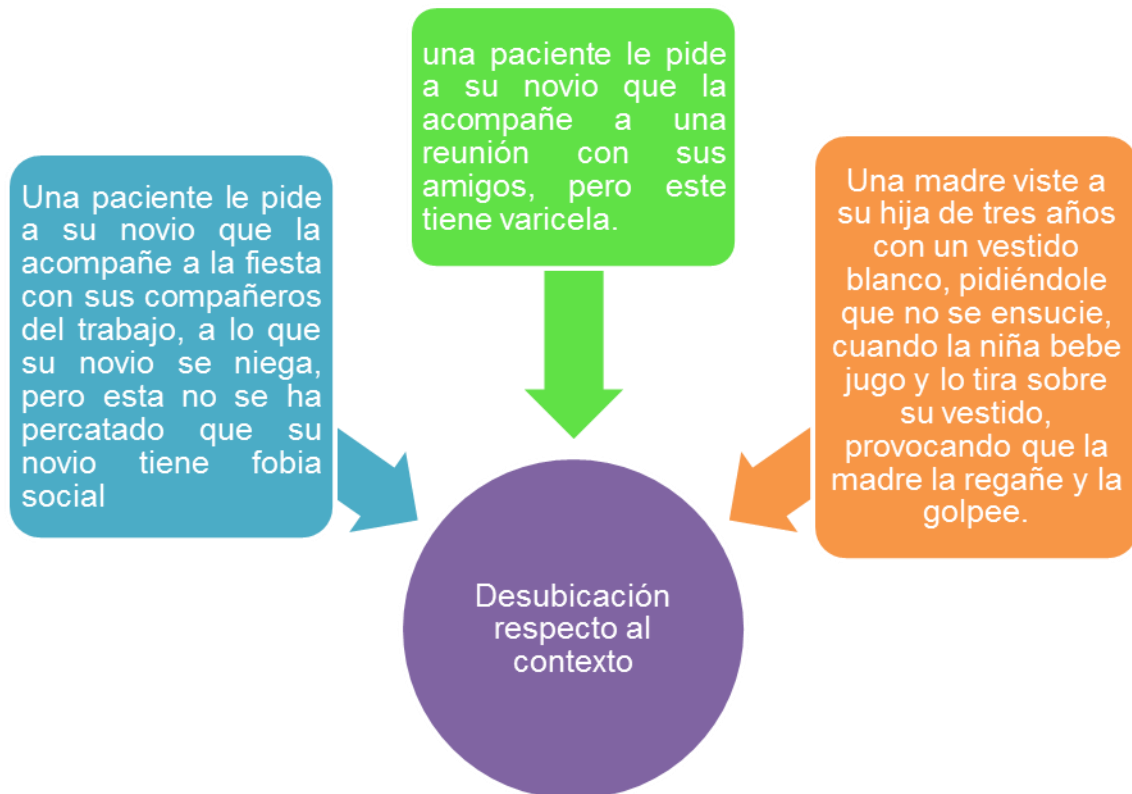 Una paciente le pide
a su novio que la
acompañe a la fiesta
con sus compañeros
del trabajo, a lo que
su novio se niega,
pero esta no se ha
percatado que su
novio tiene fobia
social
una paciente le pide
a su novio que la
acompañe a una
reunión con sus
amigos, pero este
tiene varicela.
Una madre viste a
su hija de tres años
con un vestido
blanco, pidiéndole
que no se ensucie,
cuando la niña bebe
jugo y lo tira sobre
su vestido,
provocando que la
madre la regañe y la
golpee.
Desubicación
respecto al
contexto